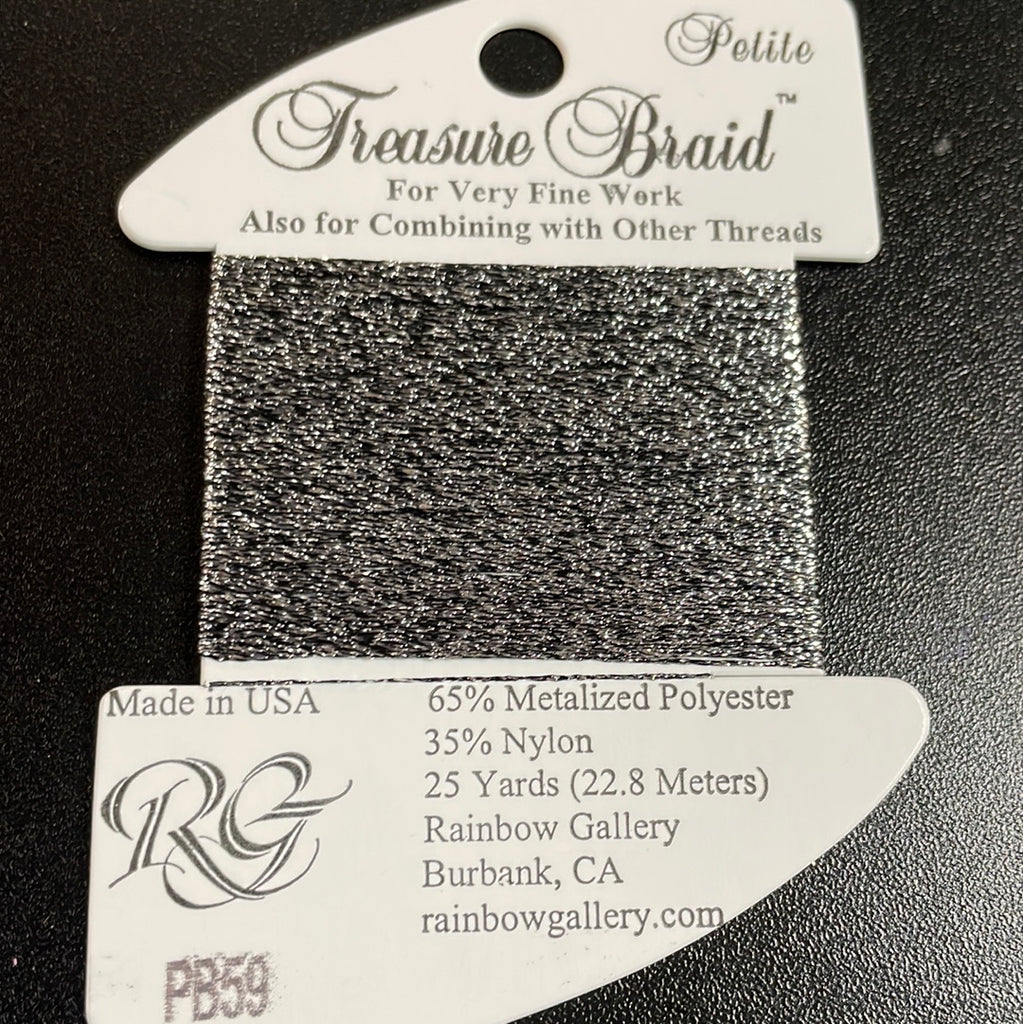 Petite
Treasure Braid™
For Very Fine Work
Also for Combining with Other Threads
Made in USA
65% Metalized Polyester
35% Nylon
25 Yards (22.8 Meters)
Rainbow Gallery
Burbank, CA
rainbowgallery.com
RG
PB59